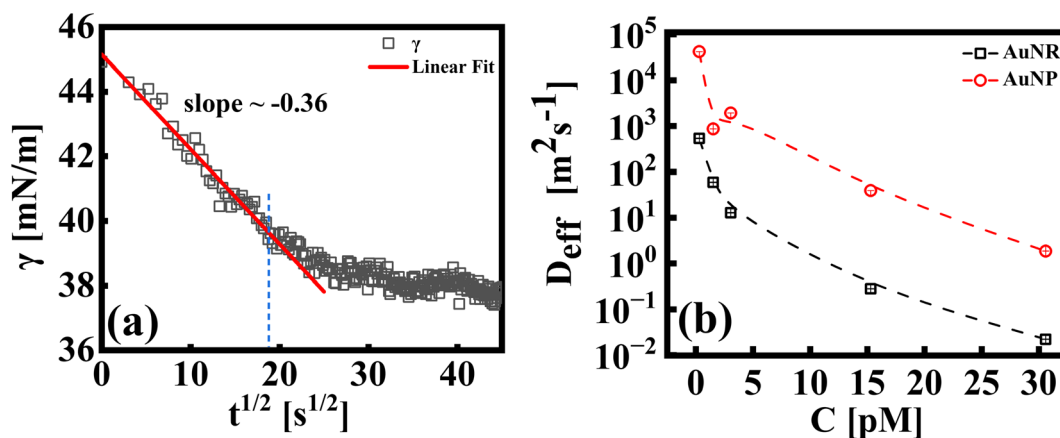 46
44
42
40
38
36
γ [mN/m]
γ
Linear Fit
slope ~ -0.36
(a)
0 10 20 30 40
t^{1/2} [s^{1/2}]
10^5
10^4
10^3
10^2
10^1
10^0
10^{-1}
10^{-2}
D_{eff} [m^2s^{-1}]
AuNR
AuNP
(b)
0 5 10 15 20 25 30
C [pM]